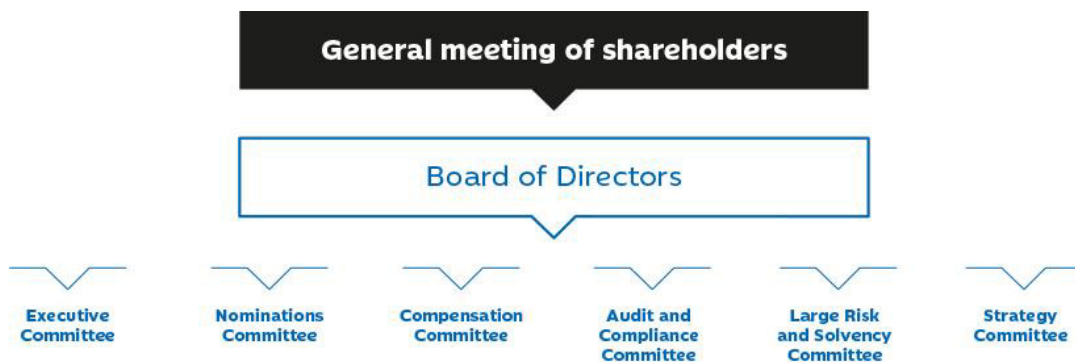 General meeting of shareholders
Board of Directors
Executive
Committee
Nominations
Committee
Compensation
Committee
Audit and
Compliance
Committee
Large Risk
and Solvency
Committee
Strategy
Committee